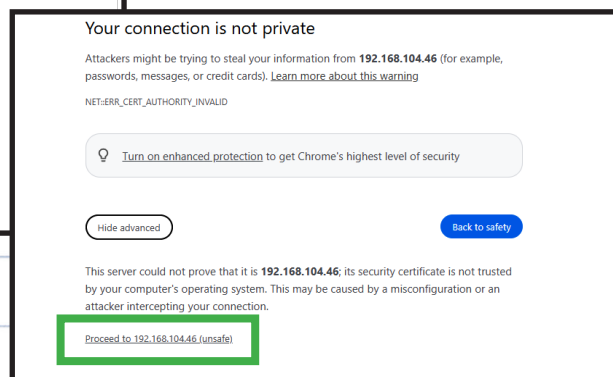 Your connection is not private
Attackers might be trying to steal your information from 192.168.104.46 (for example,
passwords, messages, or credit cards). Learn more about this warning
NET::ERR_CERT_AUTHORITY_INVALID
Turn on enhanced protection to get Chrome's highest level of security
Hide advanced
Back to safety
This server could not prove that it is 192.168.104.46; its security certificate is not trusted
by your computer's operating system. This may be caused by a misconfiguration or an
attacker intercepting your connection.
Proceed to 192.168.104.46 (unsafe)